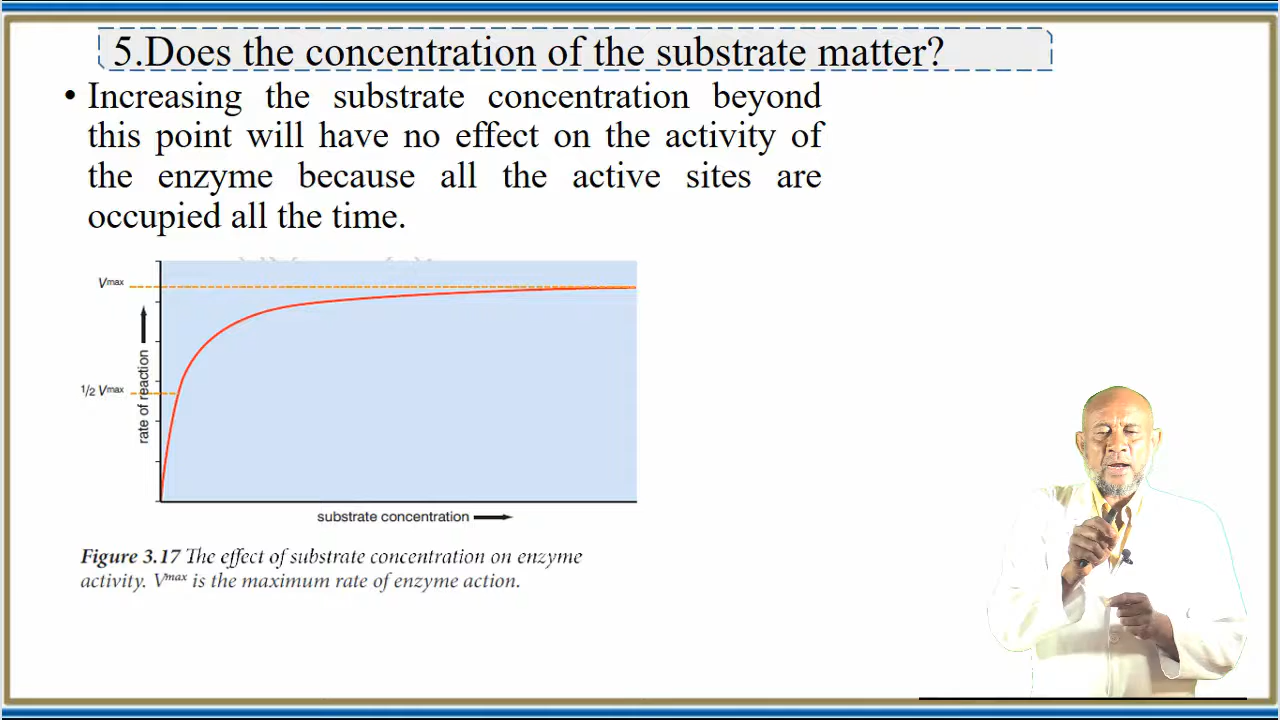 5.Does the concentration of the substrate matter?
• Increasing the substrate concentration beyond
this point will have no effect on the activity of
the enzyme because all the active sites are
occupied all the time.
Vmax
1/2 Vmax
rate of reaction
substrate concentration
Figure 3.17 The effect of substrate concentration on enzyme
activity. Vmax is the maximum rate of enzyme action.